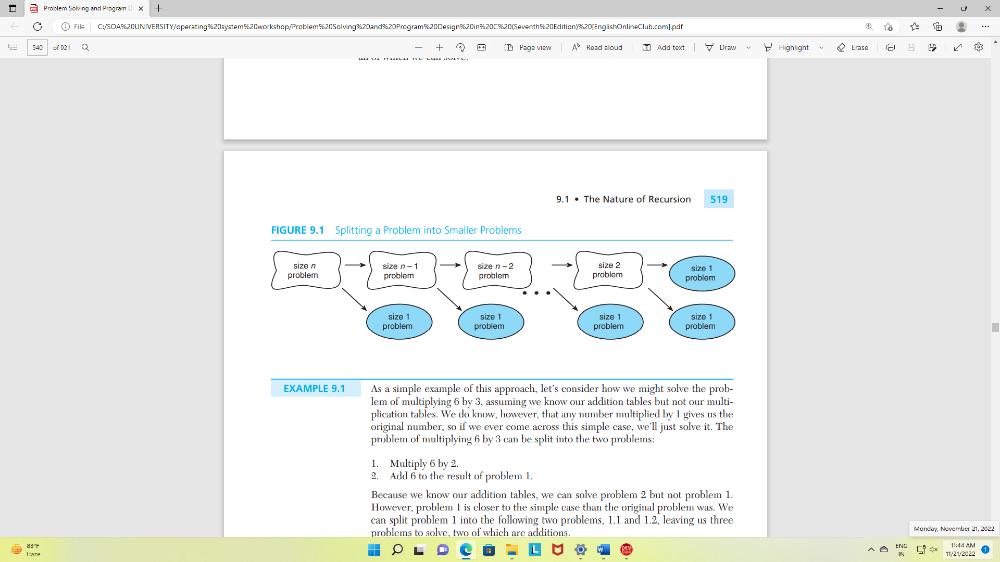 Problem Solving and Program D
File
C:/SOA%20UNIVERSITY/operating%20system%20workshop/Problem%20Solving%20and%20Program%20Design%20in%20C%20(Seventh%20Edition)%20[EnglishOnlineClub.com].pdf
540 of 921
Page view
Read aloud
Add text
Draw
Highlight
Erase
all of which we can solve.
9.1 • The Nature of Recursion 519
FIGURE 9.1 Splitting a Problem into Smaller Problems
size n
problem
size n – 1
problem
size n – 2
problem
size 2
problem
size 1
problem
• • •
size 1
problem
size 1
problem
size 1
problem
size 1
problem
EXAMPLE 9.1
As a simple example of this approach, let’s consider how we might solve the prob-
lem of multiplying 6 by 3, assuming we know our addition tables but not our multi-
plication tables. We do know, however, that any number multiplied by 1 gives us the
original number, so if we ever come across this simple case, we’ll just solve it. The
problem of multiplying 6 by 3 can be split into the two problems:
1. Multiply 6 by 2.
2. Add 6 to the result of problem 1.
Because we know our addition tables, we can solve problem 2 but not problem 1.
However, problem 1 is closer to the simple case than the original problem was. We
can split problem 1 into the following two problems, 1.1 and 1.2, leaving us three
problems to solve, two of which are additions.
Monday, November 21, 2022
83°F
Haze
L
W
DEV
C++
ENG
IN
11:44 AM
11/21/2022
1